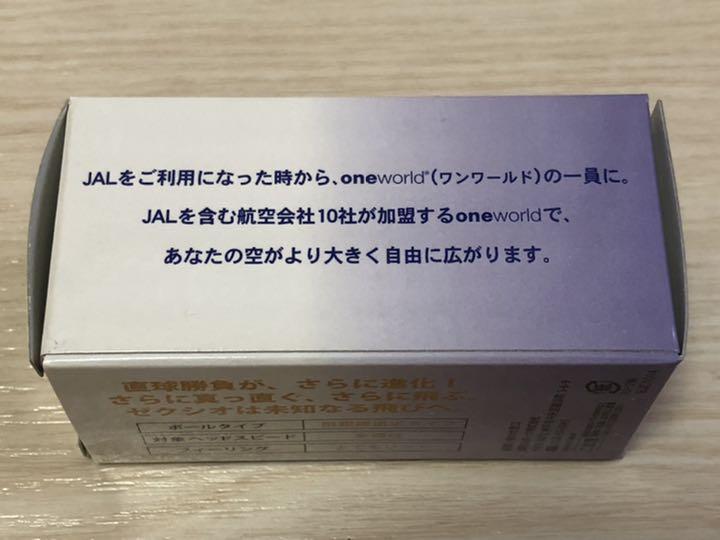 JALをご利用になった時から、oneworld®(ワンワールド)の一員に。
JALを含む航空会社10社が加盟するoneworldで、
あなたの空がより大きく自由に広がります。
直球勝負が、さらに進化!
さらに真っ直ぐ、さらに飛ぶ。
ゼクシオは未知なる飛びへ。
ボールタイプ
対象ヘッドスピード
フィーリング